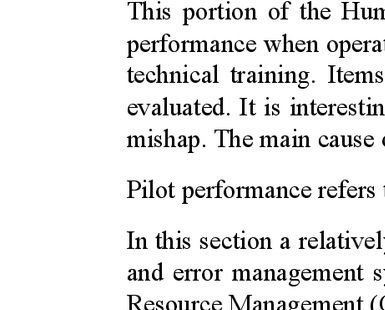 This portion of the Hum
performance when operat
technical training. Items
evaluated. It is interestin
mishap. The main cause
Pilot performance refers
In this section a relatively
and error management sy
Resource Management (